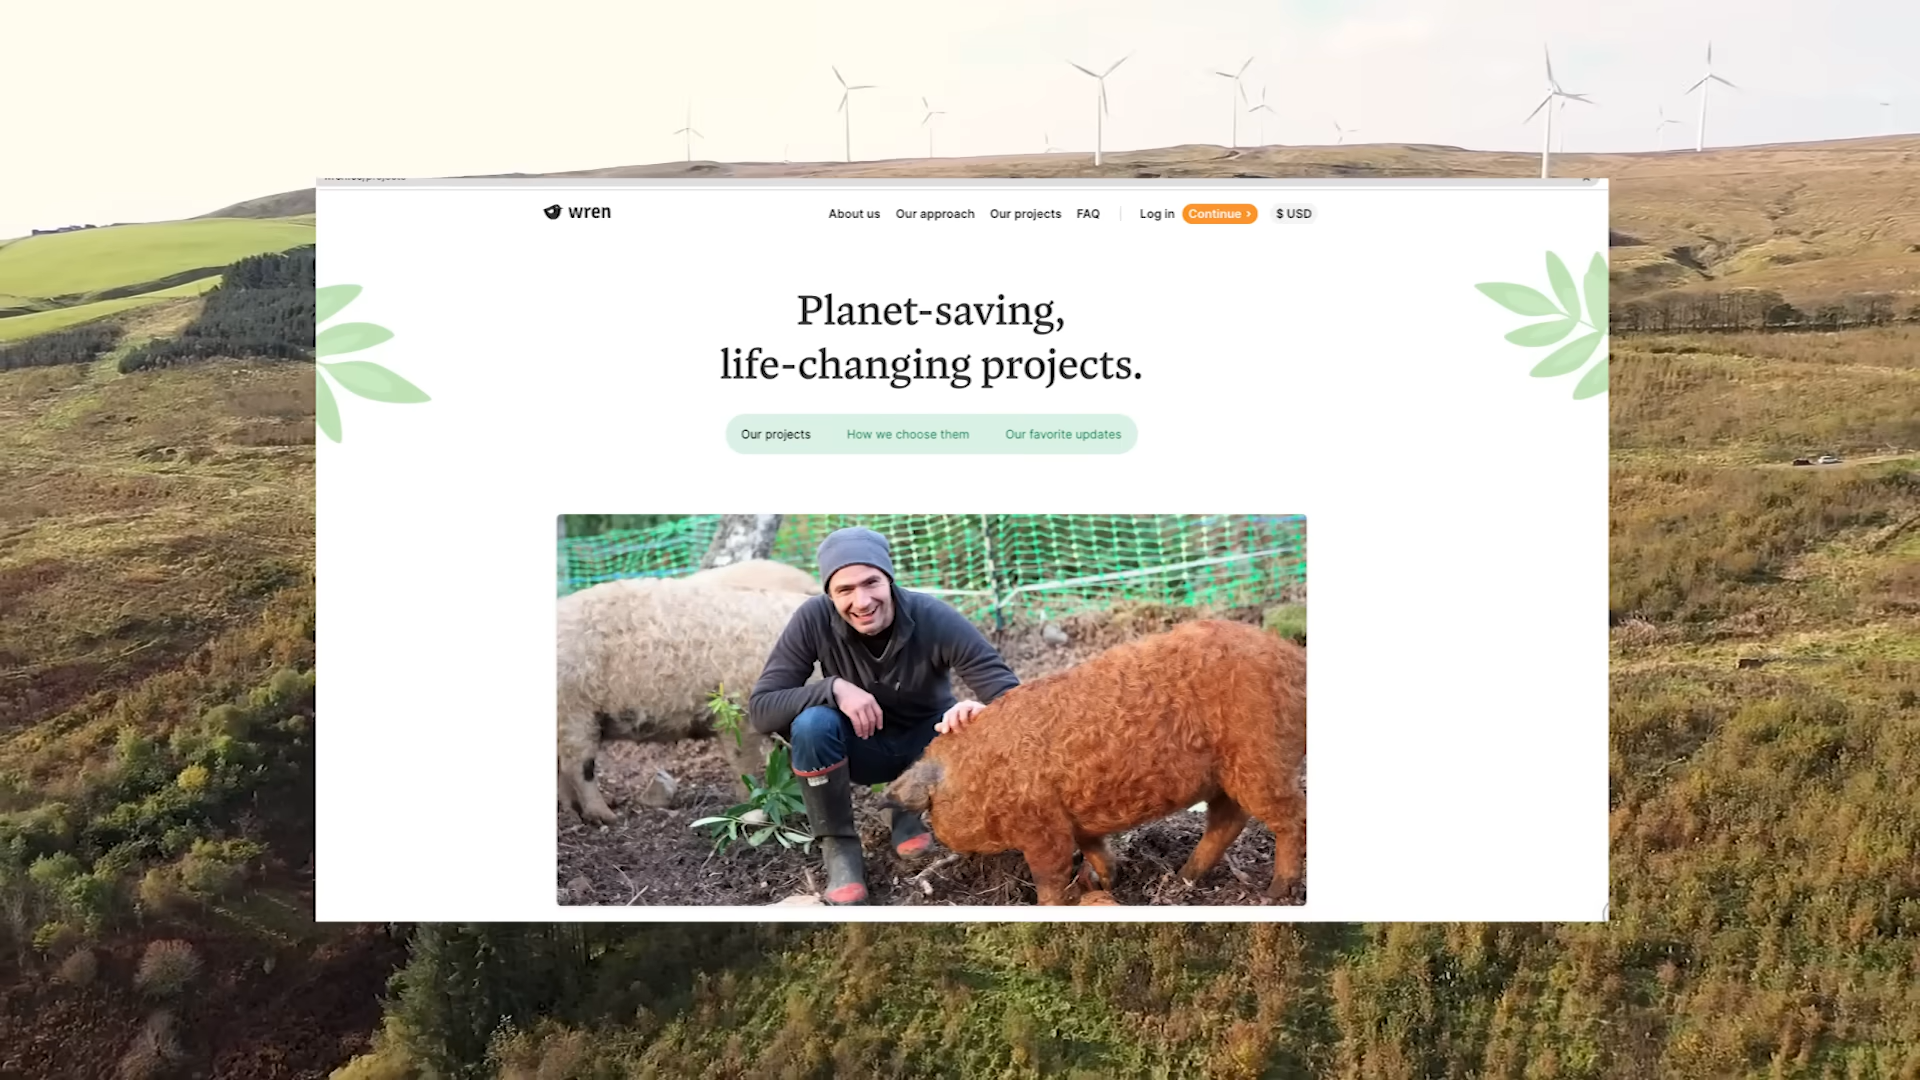 wren
About us Our approach Our projects FAQ Log in Continue › $ USD
Planet-saving,
life-changing projects.
Our projects How we choose them Our favorite updates